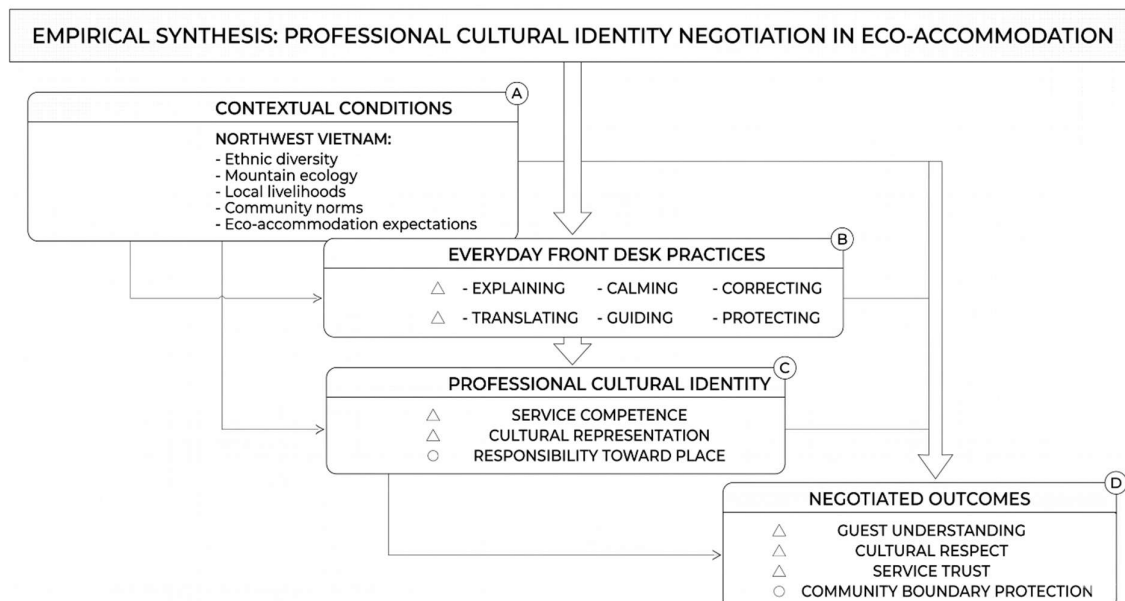 EMPIRICAL SYNTHESIS: PROFESSIONAL CULTURAL IDENTITY NEGOTIATION IN ECO-ACCOMMODATION
A
CONTEXTUAL CONDITIONS
NORTHWEST VIETNAM:
- Ethnic diversity
- Mountain ecology
- Local livelihoods
- Community norms
- Eco-accommodation expectations
B
EVERYDAY FRONT DESK PRACTICES
- EXPLAINING - CALMING - CORRECTING
- TRANSLATING - GUIDING - PROTECTING
C
PROFESSIONAL CULTURAL IDENTITY
SERVICE COMPETENCE
CULTURAL REPRESENTATION
RESPONSIBILITY TOWARD PLACE
D
NEGOTIATED OUTCOMES
GUEST UNDERSTANDING
CULTURAL RESPECT
SERVICE TRUST
COMMUNITY BOUNDARY PROTECTION